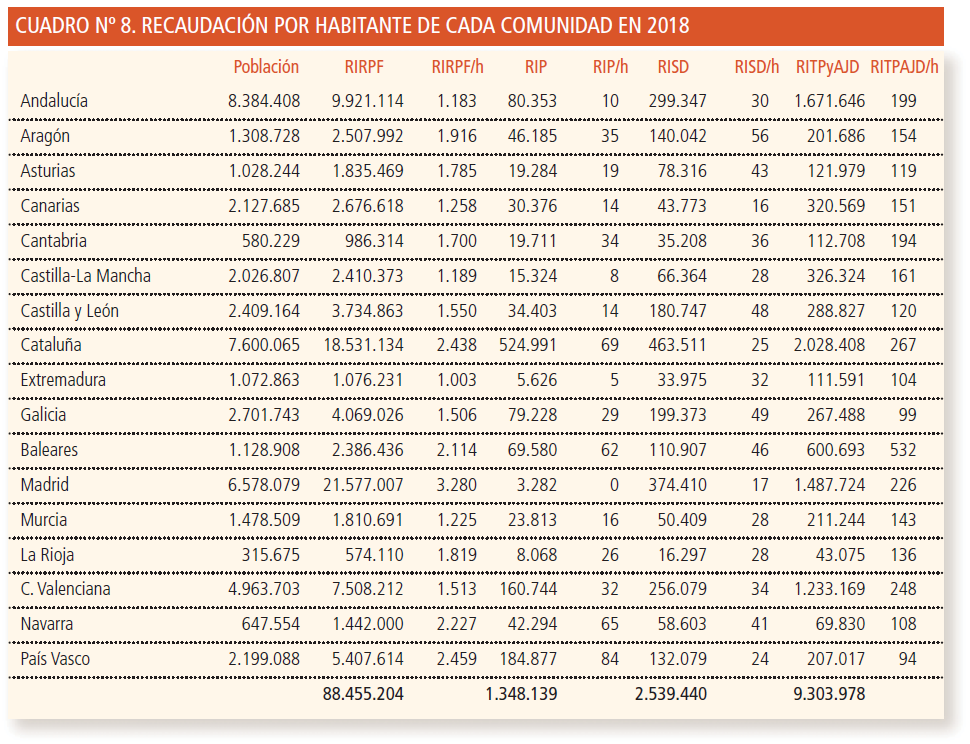 CUADRO Nº 8. RECAUDACIÓN POR HABITANTE DE CADA COMUNIDAD EN 2018
Población RIRPF RIRPF/h RIP RIP/h RISD RISD/h RITPyAJD RITPAJD/h
Andalucía 8.384.408 9.921.114 1.183 80.353 10 299.347 30 1.671.646 199
Aragón 1.308.728 2.507.992 1.916 46.185 35 140.042 56 201.686 154
Asturias 1.028.244 1.835.469 1.785 19.284 19 78.316 43 121.979 119
Canarias 2.127.685 2.676.618 1.258 30.376 14 43.773 16 320.569 151
Cantabria 580.229 986.314 1.700 19.711 34 35.208 36 112.708 194
Castilla-La Mancha 2.026.807 2.410.373 1.189 15.324 8 66.364 28 326.324 161
Castilla y León 2.409.164 3.734.863 1.550 34.403 14 180.747 48 288.827 120
Cataluña 7.600.065 18.531.134 2.438 524.991 69 463.511 25 2.028.408 267
Extremadura 1.072.863 1.076.231 1.003 5.626 5 33.975 32 111.591 104
Galicia 2.701.743 4.069.026 1.506 79.228 29 199.373 49 267.488 99
Baleares 1.128.908 2.386.436 2.114 69.580 62 110.907 46 600.693 532
Madrid 6.578.079 21.577.007 3.280 3.282 0 374.410 17 1.487.724 226
Murcia 1.478.509 1.810.691 1.225 23.813 16 50.409 28 211.244 143
La Rioja 315.675 574.110 1.819 8.068 26 16.297 28 43.075 136
C. Valenciana 4.963.703 7.508.212 1.513 160.744 32 256.079 34 1.233.169 248
Navarra 647.554 1.442.000 2.227 42.294 65 58.603 41 69.830 108
País Vasco 2.199.088 5.407.614 2.459 184.877 84 132.079 24 207.017 94
88.455.204 1.348.139 2.539.440 9.303.978